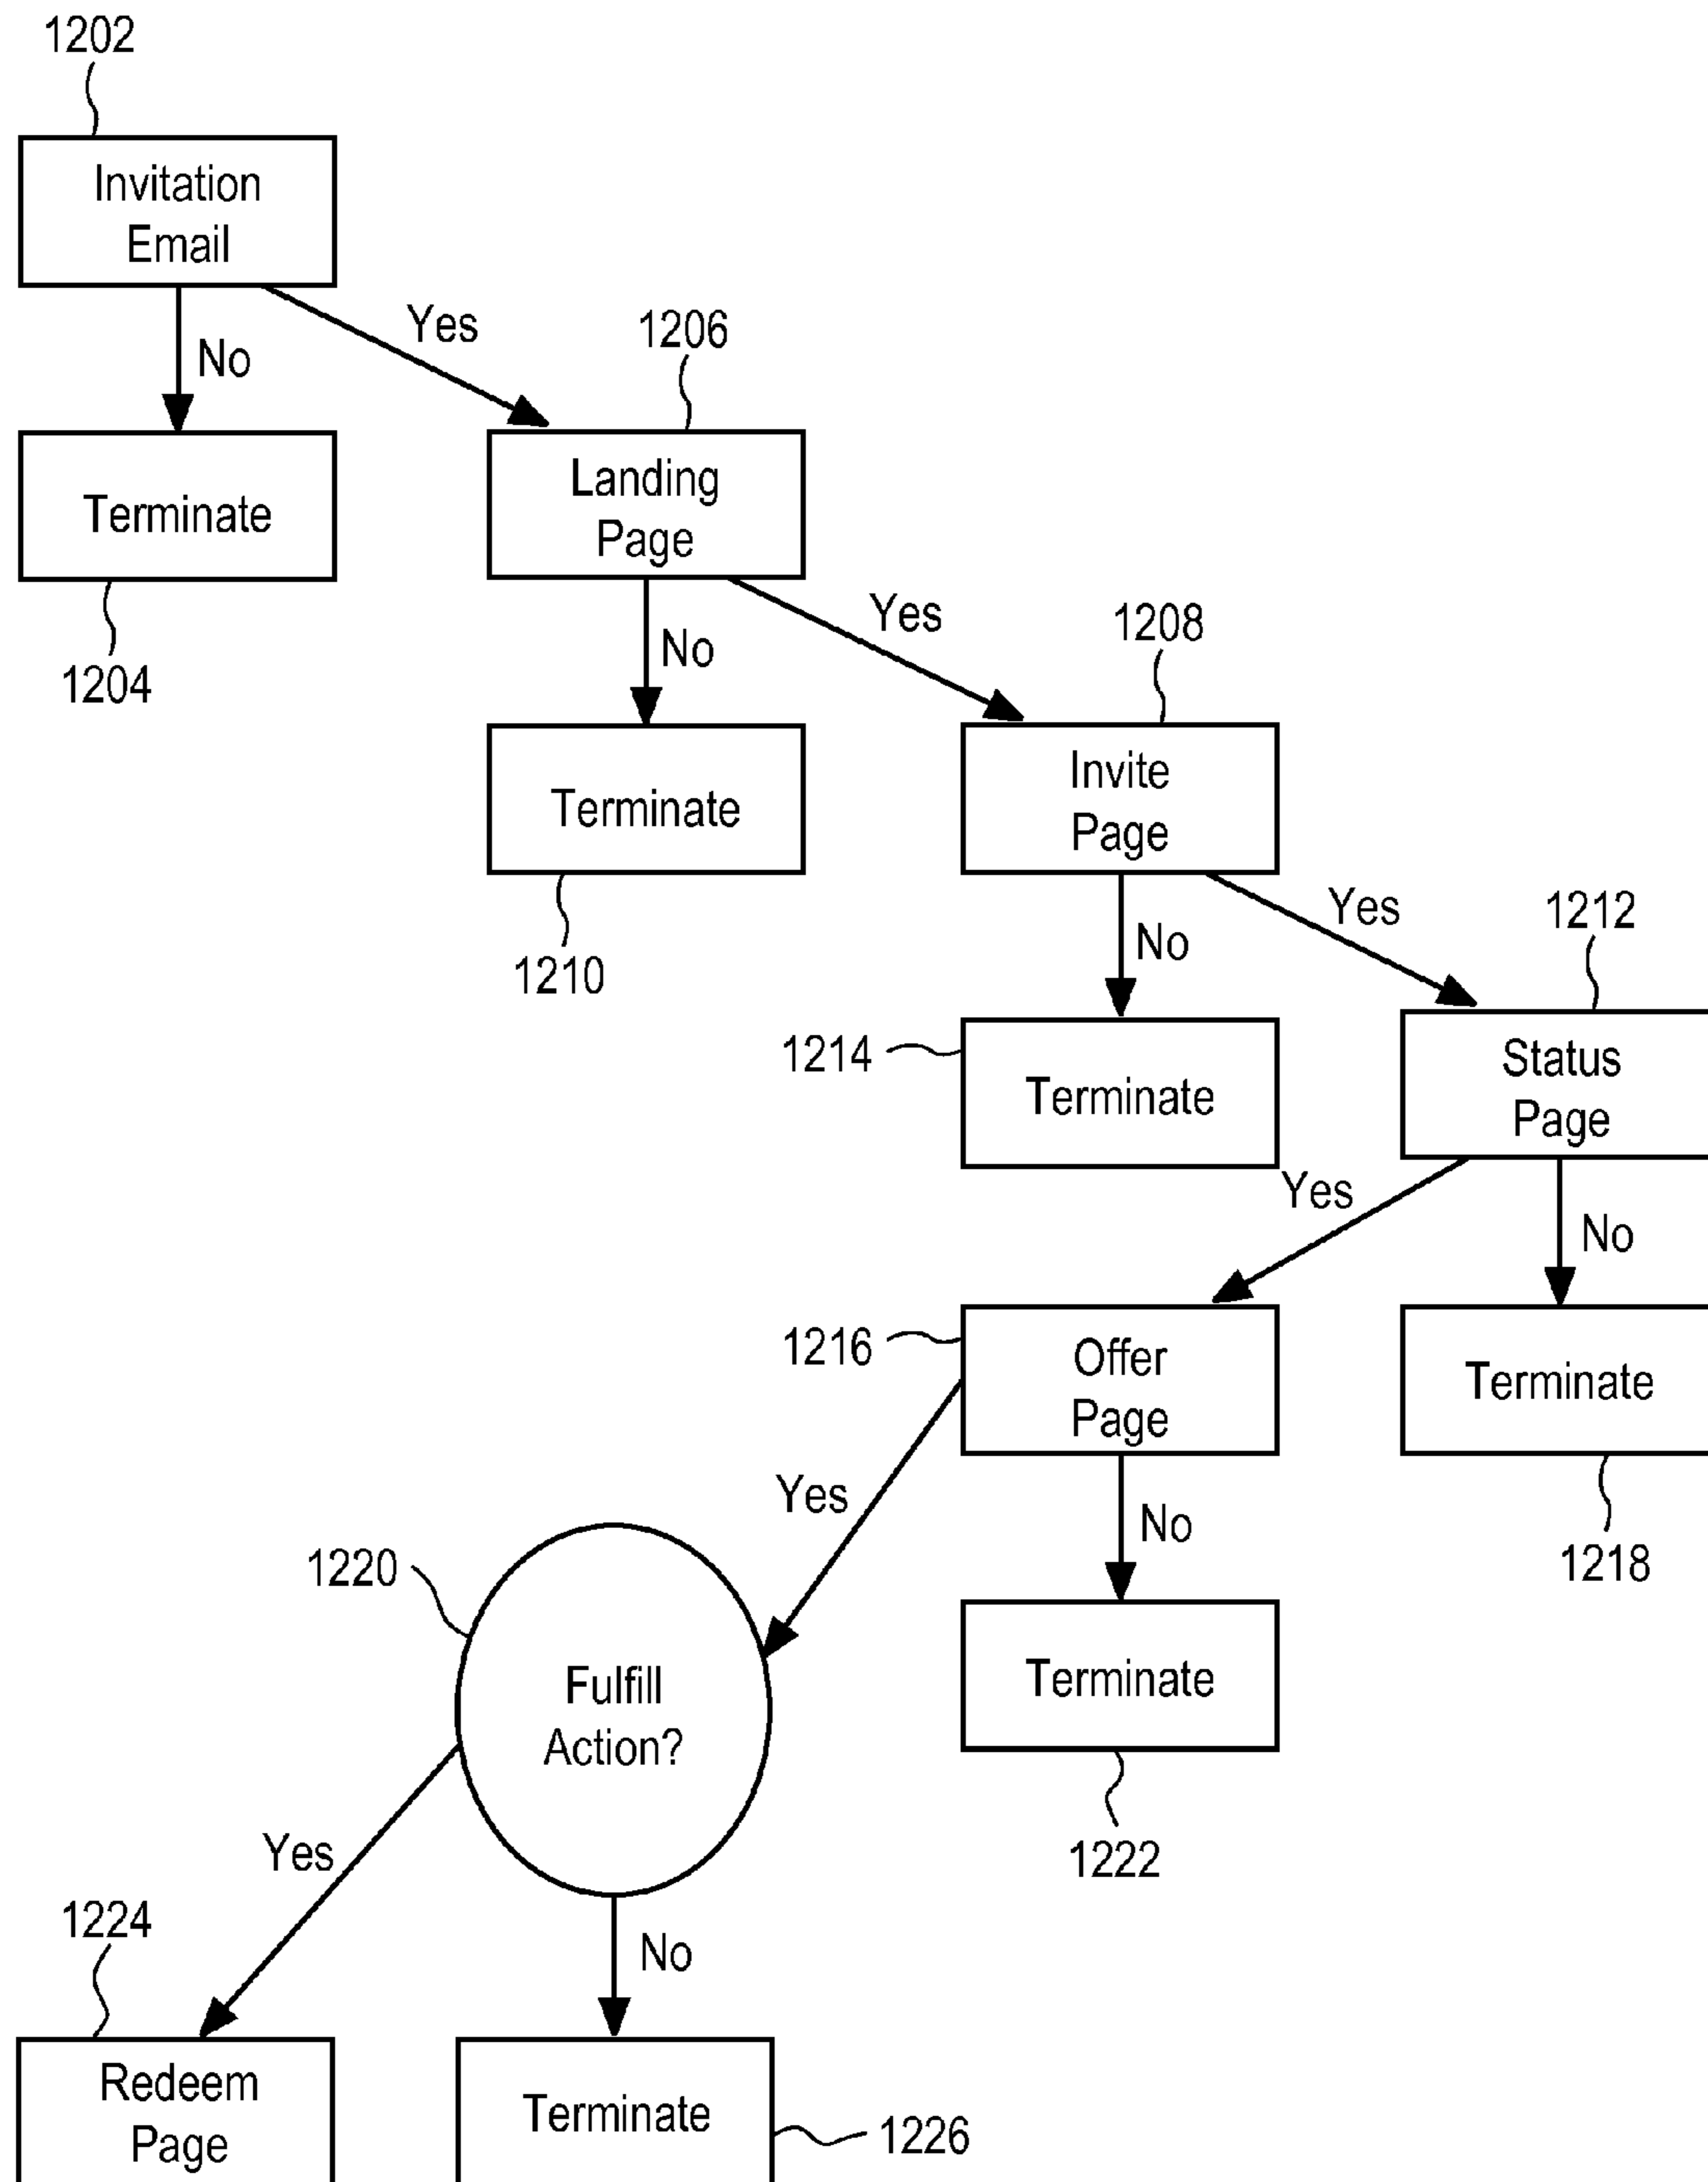 1202
Invitation
Email
Yes
1206
No
Landing
Page
Terminate
Yes
1208
No
1204
Invite
Page
Terminate
Yes
1212
No
1210
1214
Status
Page
Terminate
Yes
No
1216
Offer
Page
Terminate
Yes
No
1220
1218
Fulfill
Action?
Terminate
Yes
1222
1224
No
Redeem
Page
Terminate
1226